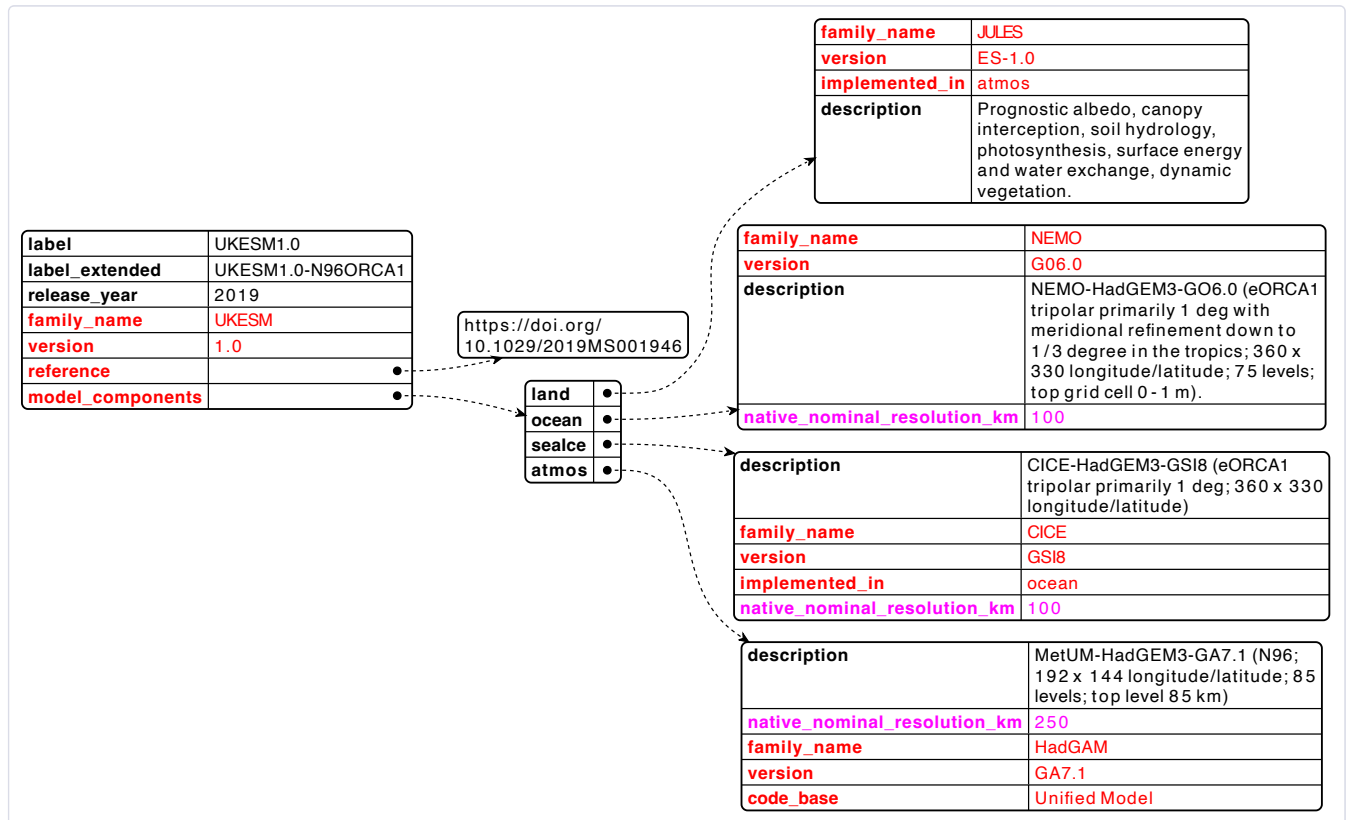 label UKESM1.0
label_extended UKESM1.0-N96ORCA1
release_year 2019
family_name UKESM
version 1.0
reference
model_components
https://doi.org/
10.1029/2019MS001946
land
ocean
seaIce
atmos
family_name JULES
version ES-1.0
implemented_in atmos
description Prognostic albedo, canopy
interception, soil hydrology,
photosynthesis, surface energy
and water exchange, dynamic
vegetation.
family_name NEMO
version G06.0
description NEMO-HadGEM3-GO6.0 (eORCA1
tripolar primarily 1 deg with
meridional refinement down to
1/3 degree in the tropics; 360 x
330 longitude/latitude; 75 levels;
top grid cell 0-1 m).
native_nominal_resolution_km 100
description CICE-HadGEM3-GSI8 (eORCA1
tripolar primarily 1 deg; 360 x 330
longitude/latitude)
family_name CICE
version GSI8
implemented_in ocean
native_nominal_resolution_km 100
description MetUM-HadGEM3-GA7.1 (N96;
192 x 144 longitude/latitude; 85
levels; top level 85 km)
native_nominal_resolution_km 250
family_name HadGAM
version GA7.1
code_base Unified Model